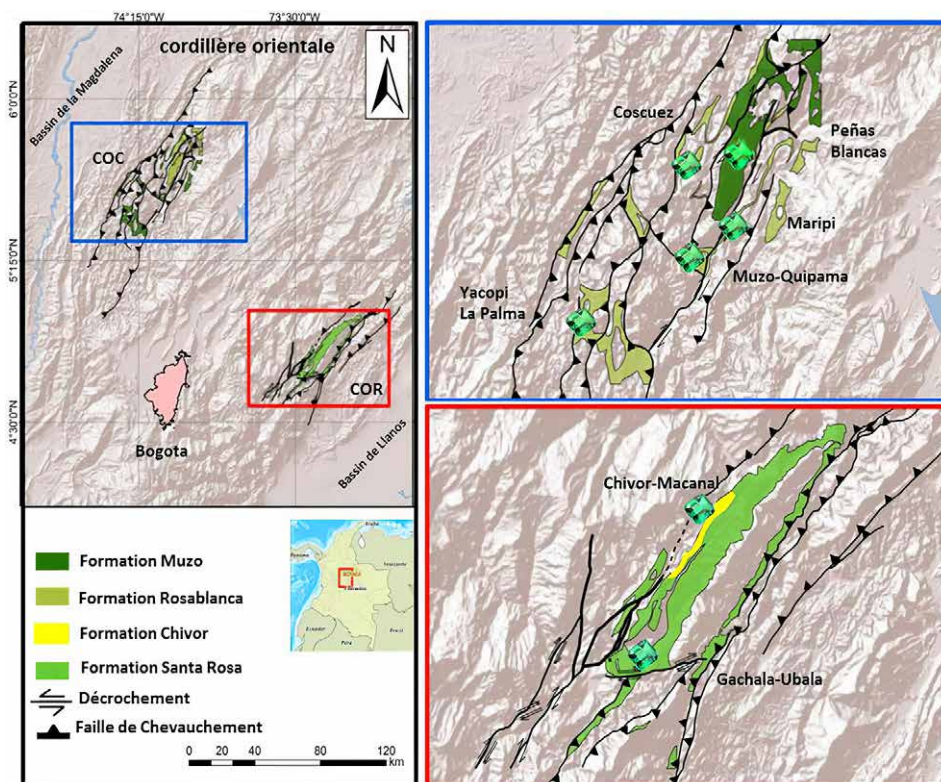 74°15'0"W
73°30'0"W
cordillère orientale
N
Bassin de la Magdalena
6°0'0"N
COC
5°15'0"N
COR
4°30'0"N
Bogota
Bassin de Llanos
Coscuez
Peñas
Blancas
Maripi
Muzo-Quipama
Yacopi
La Palma
Chivor-Macanal
Gachala-Ubala
Formation Muzo
Formation Rosablanca
Formation Chivor
Formation Santa Rosa
Décrochement
Faille de Chevauchement
0 20 40 80 120
km